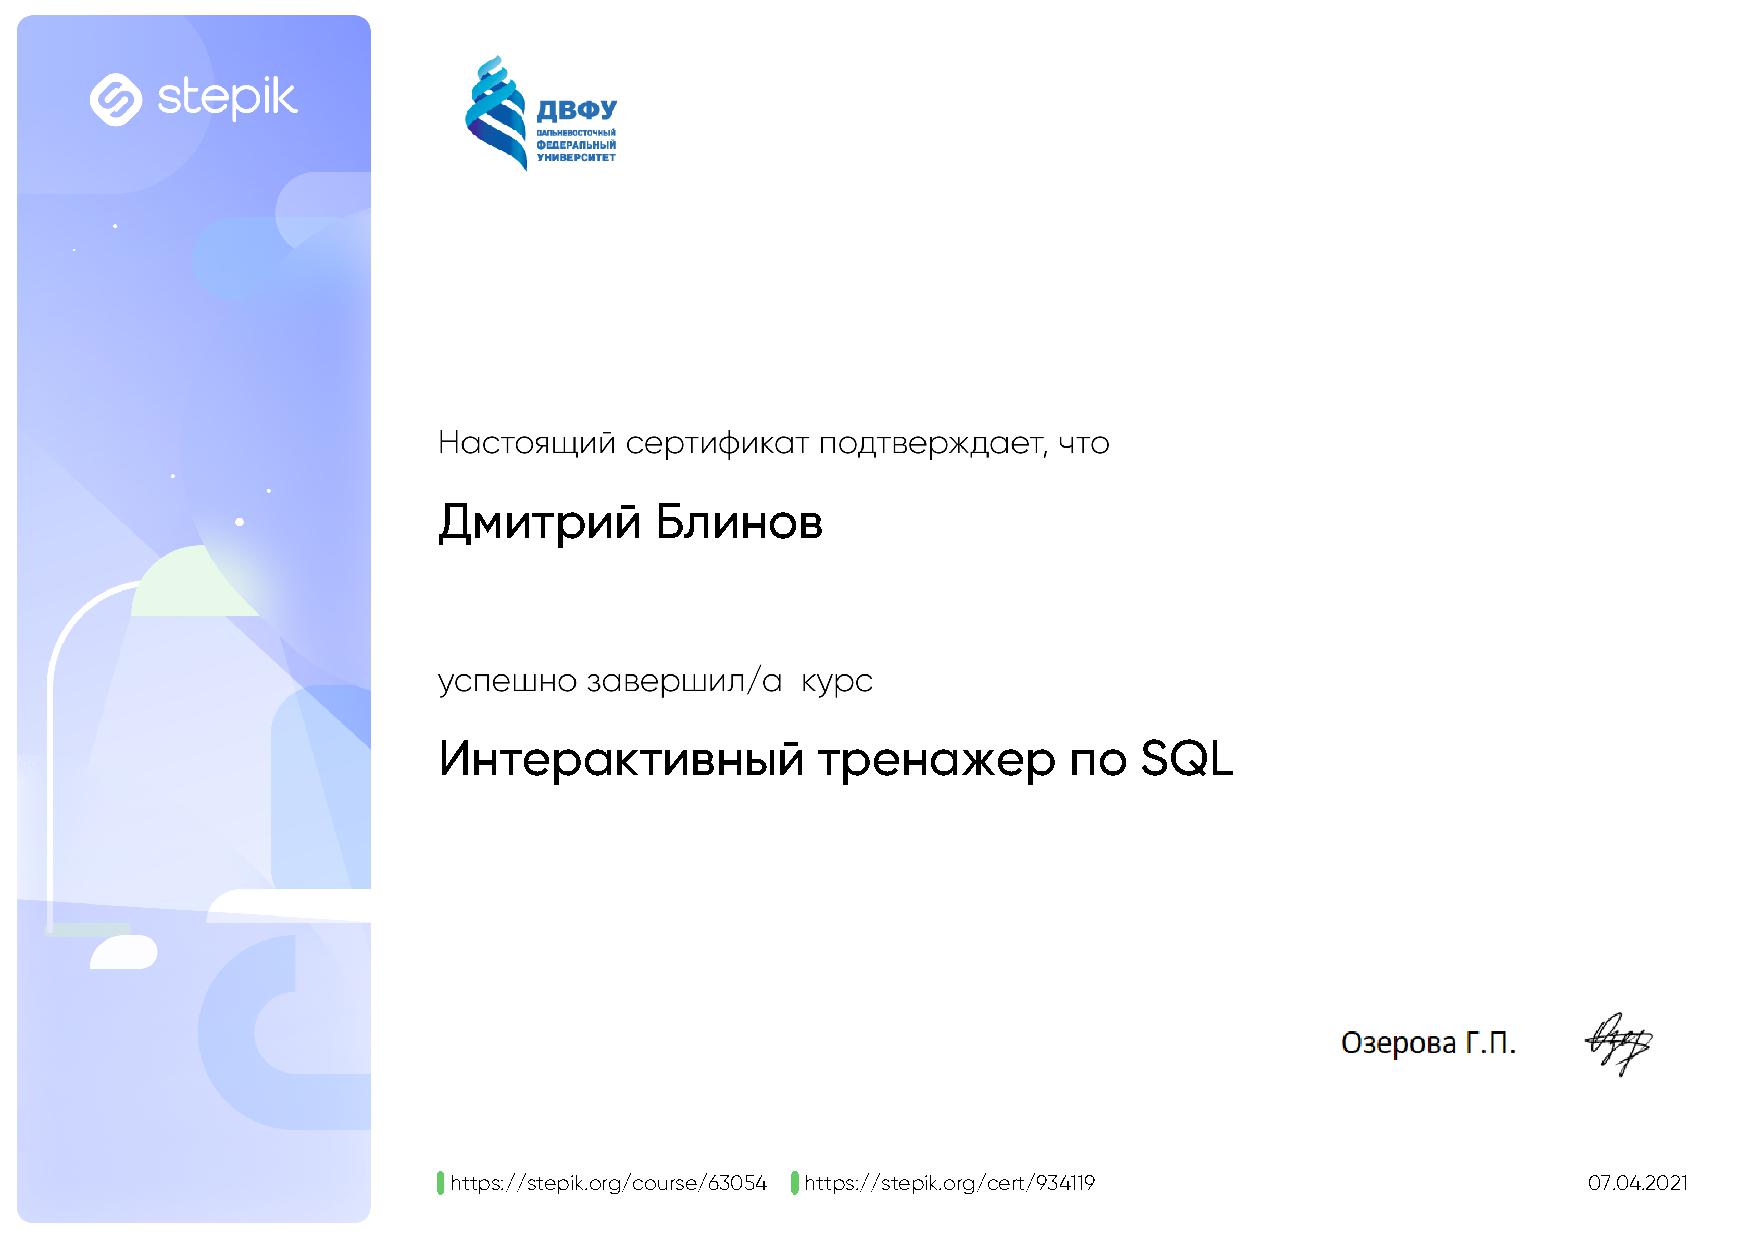 stepik
ДВФУ
ДАЛЬНЕВОСТОЧНЫЙ
ФЕДЕРАЛЬНЫЙ
УНИВЕРСИТЕТ
Настоящий сертификат подтверждает, что
Дмитрий Блинов
успешно завершил/а курс
Интерактивный тренажер по SQL
Озерова Г.П.
https://stepik.org/course/63054 https://stepik.org/cert/934119 07.04.2021